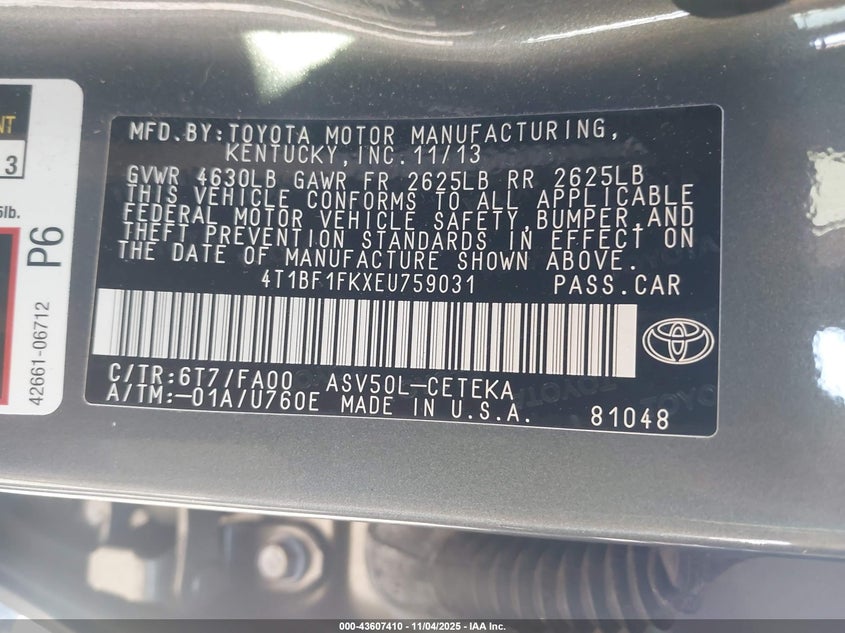 MFD.BY:TOYOTA MOTOR MANUFACTURING,
KENTUCKY,INC.11/13
GVWR 4630LB GAWR FR 2625LB RR 2625LB
THIS VEHICLE CONFORMS TO ALL APPLICABLE
FEDERAL MOTOR VEHICLE SAFETY,BUMPER,AND
THEFT PREVENTION STANDARDS IN EFFECT ON
THE DATE OF MANUFACTURE SHOWN ABOVE.
4T1BF1FKXEU759031 PASS.CAR
C/TR:6T7/FA00 ASV50L-CETEKA
A/TM:-01A/U760E MADE IN U.S.A. 81048
3
P6
42661-06712
000-43607410 - 11/04/2025 - IAA Inc.